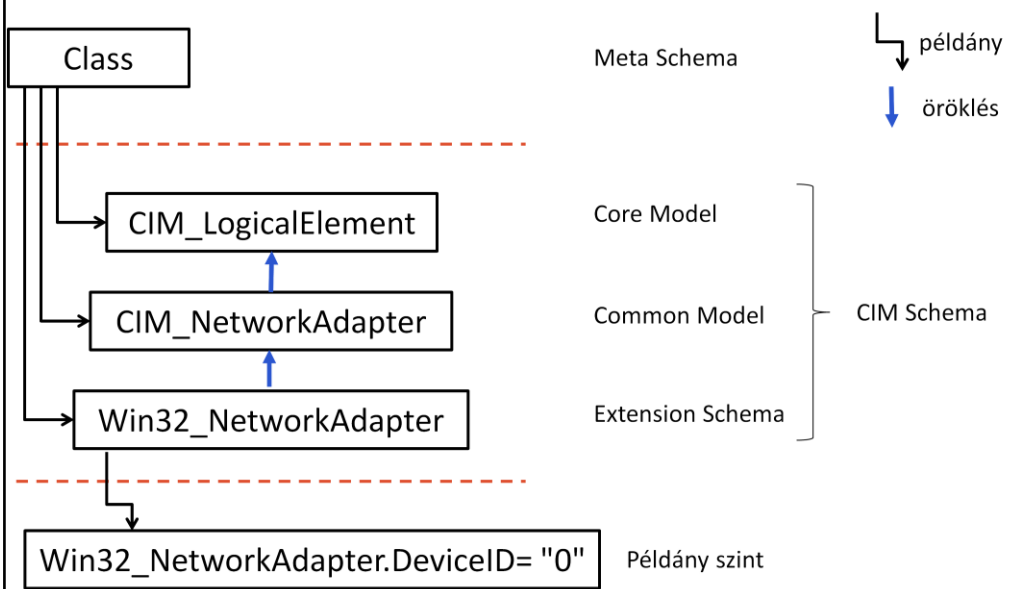 Class
Meta Schema
példány
öröklés
CIM_LogicalElement
Core Model
CIM_NetworkAdapter
Common Model
CIM Schema
Win32_NetworkAdapter
Extension Schema
Win32_NetworkAdapter.DeviceID= "0"
Példány szint